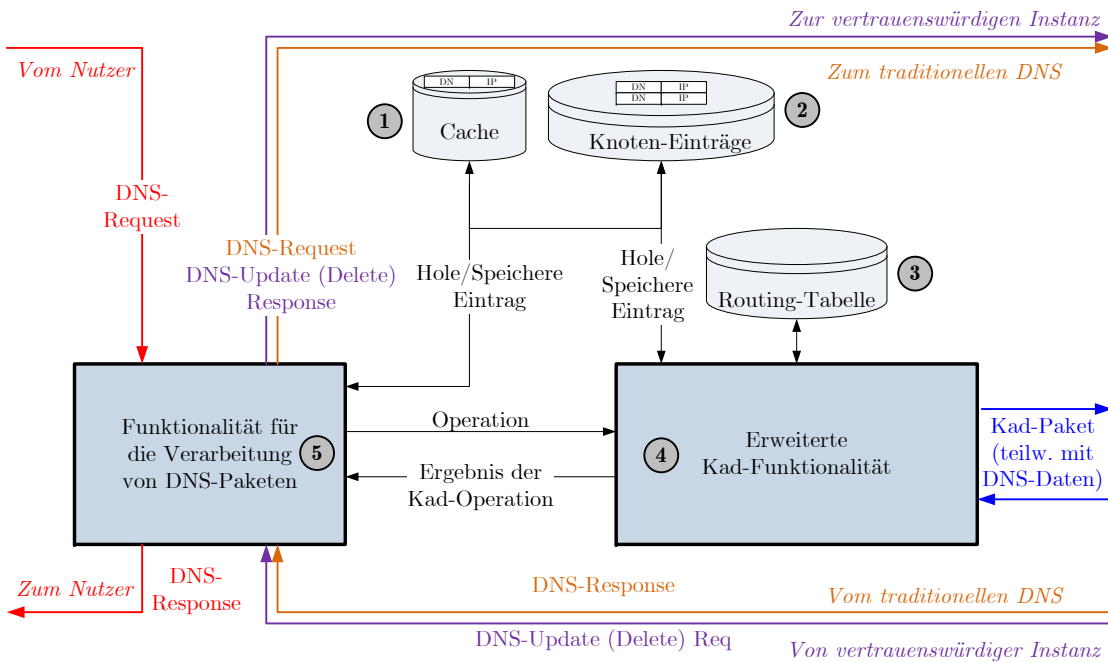 Zur vertrauenswürdigen Instanz
Vom Nutzer
Zum traditionellen DNS
DN IP
DN IP
DN IP
1
Cache
2
Knoten-Einträge
DNS-
Request
DNS-Request
DNS-Update (Delete)
Response
Hole/Speichere
Eintrag
Hole/
Speichere
Eintrag
3
Routing-Tabelle
Funktionalität für
die Verarbeitung
von DNS-Paketen
5
Operation
Ergebnis der
Kad-Operation
4
Erweiterte
Kad-Funktionalität
Kad-Paket
(teilw. mit
DNS-Daten)
Zum Nutzer
DNS-
Response
DNS-Response
Vom traditionellen DNS
DNS-Update (Delete) Req
Von vertrauenswürdiger Instanz